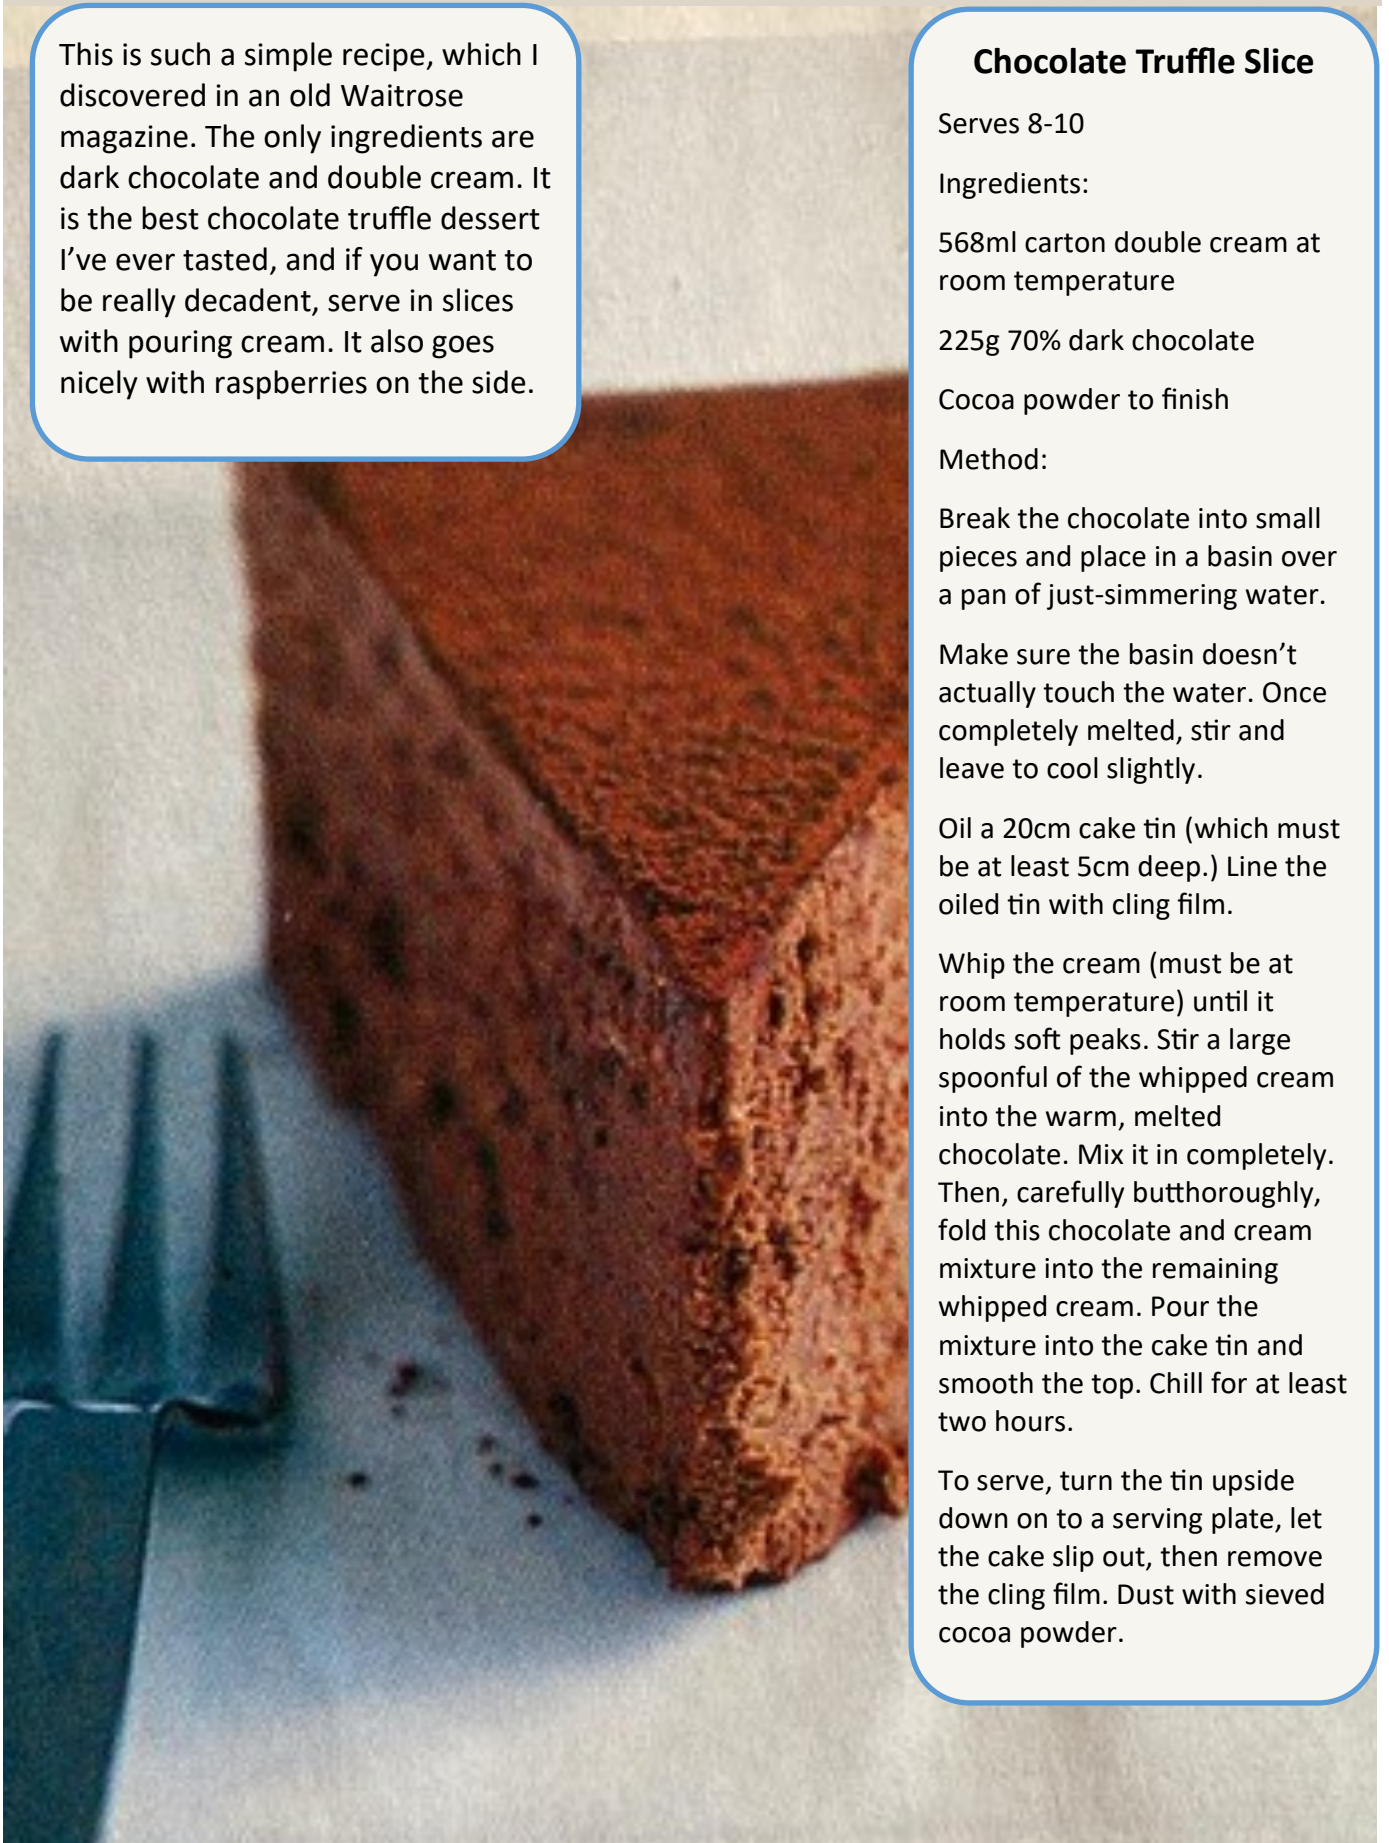 This is such a simple recipe, which I
discovered in an old Waitrose
magazine. The only ingredients are
dark chocolate and double cream. It
is the best chocolate truffle dessert
I've ever tasted, and if you want to
be really decadent, serve in slices
with pouring cream. It also goes
nicely with raspberries on the side.
Chocolate Truffle Slice
Serves 8-10
Ingredients:
568ml carton double cream at
room temperature
225g 70% dark chocolate
Cocoa powder to finish
Method:
Break the chocolate into small
pieces and place in a basin over
a pan of just-simmering water.
Make sure the basin doesn't
actually touch the water. Once
completely melted, stir and
leave to cool slightly.
Oil a 20cm cake tin (which must
be at least 5cm deep.) Line the
oiled tin with cling film.
Whip the cream (must be at
room temperature) until it
holds soft peaks. Stir a large
spoonful of the whipped cream
into the warm, melted
chocolate. Mix it in completely.
Then, carefully butthoroughly,
fold this chocolate and cream
mixture into the remaining
whipped cream. Pour the
mixture into the cake tin and
smooth the top. Chill for at least
two hours.
To serve, turn the tin upside
down on to a serving plate, let
the cake slip out, then remove
the cling film. Dust with sieved
cocoa powder.